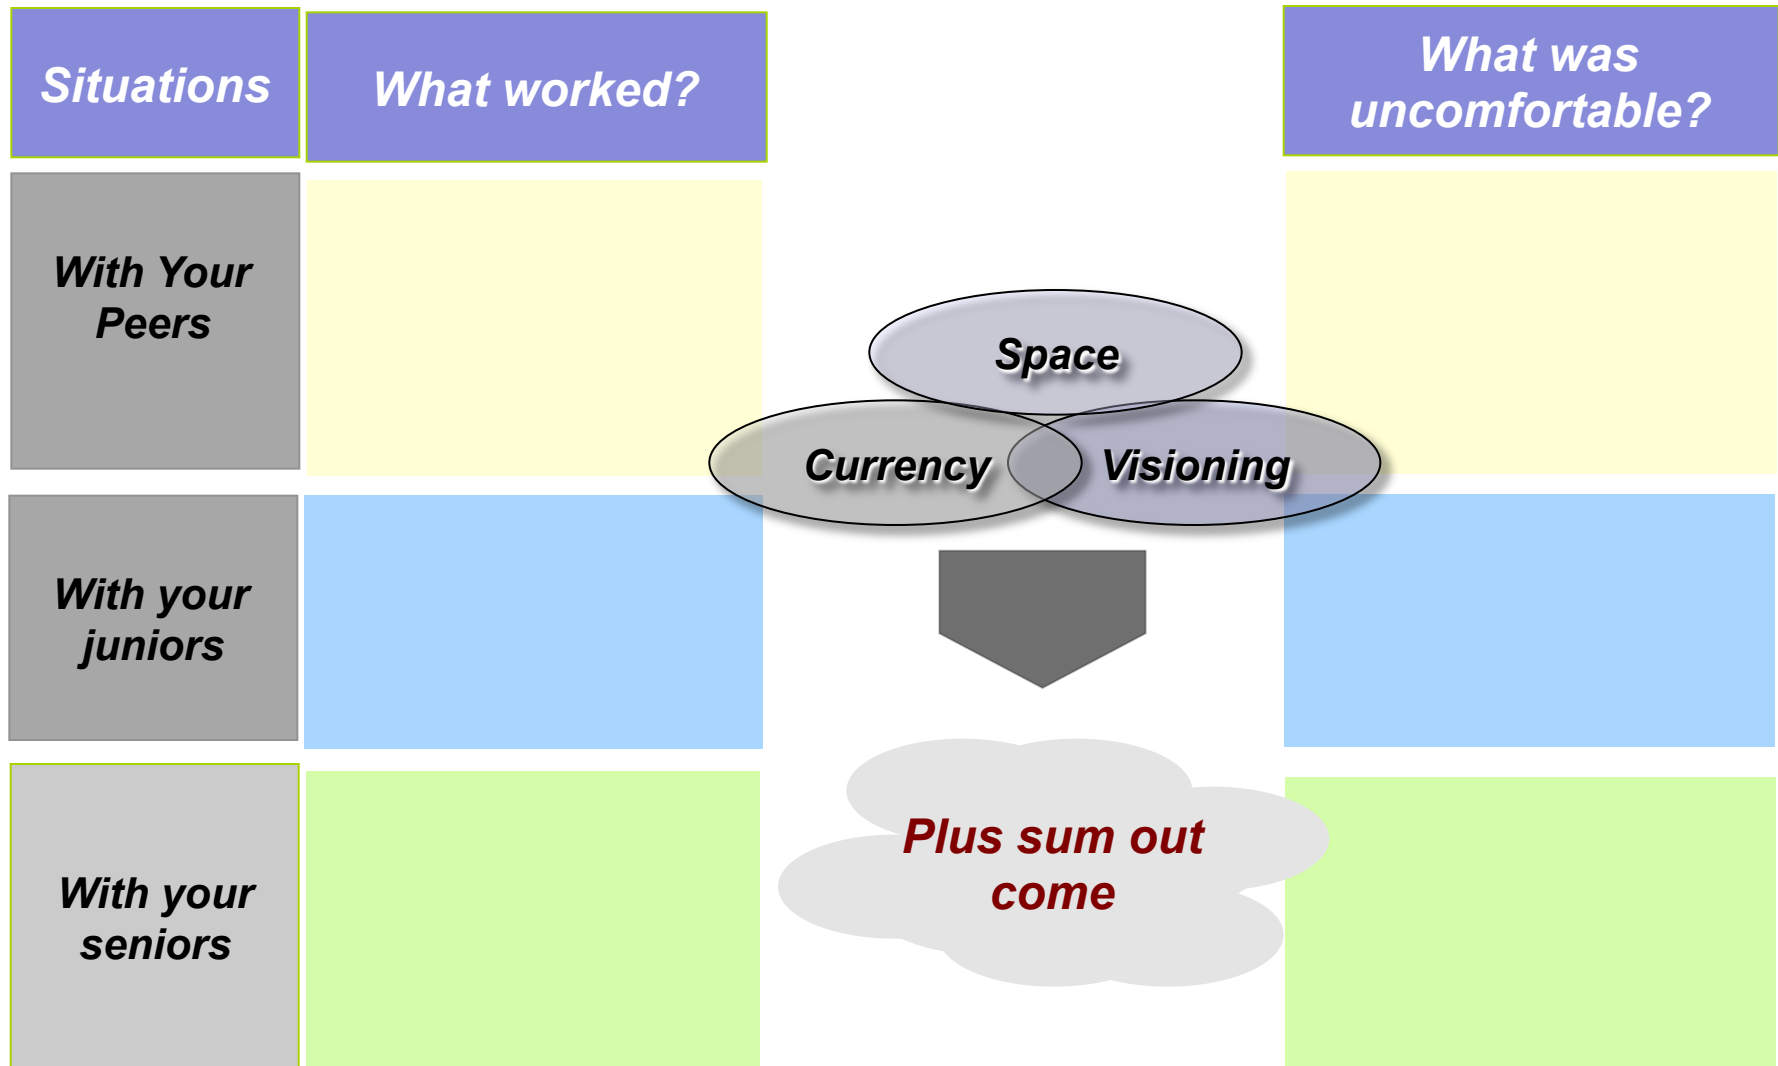 Situations
What worked?
What was
uncomfortable?
With Your
Peers
Space
Currency
Visioning
With your
juniors
Plus sum out
come
With your
seniors